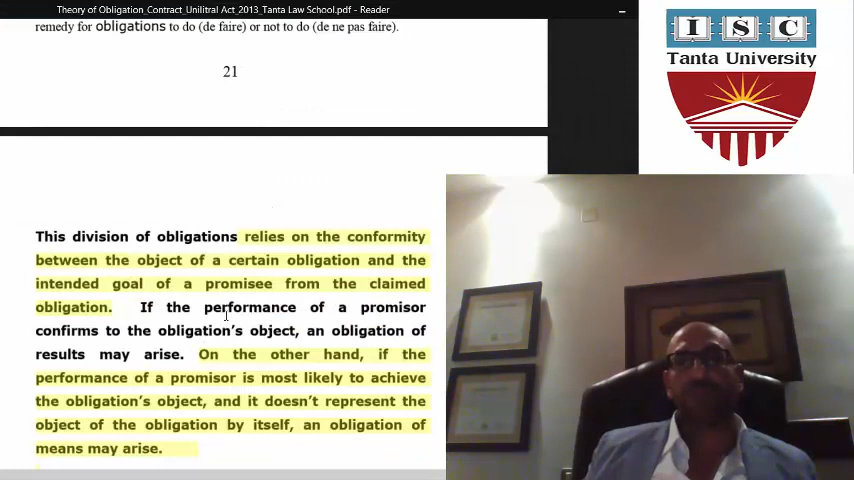 Theory of Obligation_Contract_Unilitral Act_2013_Tanta Law School.pdf - Reader
remedy for obligations to do (de faire) or not to do (de ne pas faire).
21
This division of obligations relies on the conformity
between the object of a certain obligation and the
intended goal of a promisee from the claimed
obligation. If the performance of a promisor
confirms to the obligation's object, an obligation of
results may arise. On the other hand, if the
performance of a promisor is most likely to achieve
the obligation's object, and it doesn't represent the
object of the obligation by itself, an obligation of
means may arise.
I S C
Tanta University